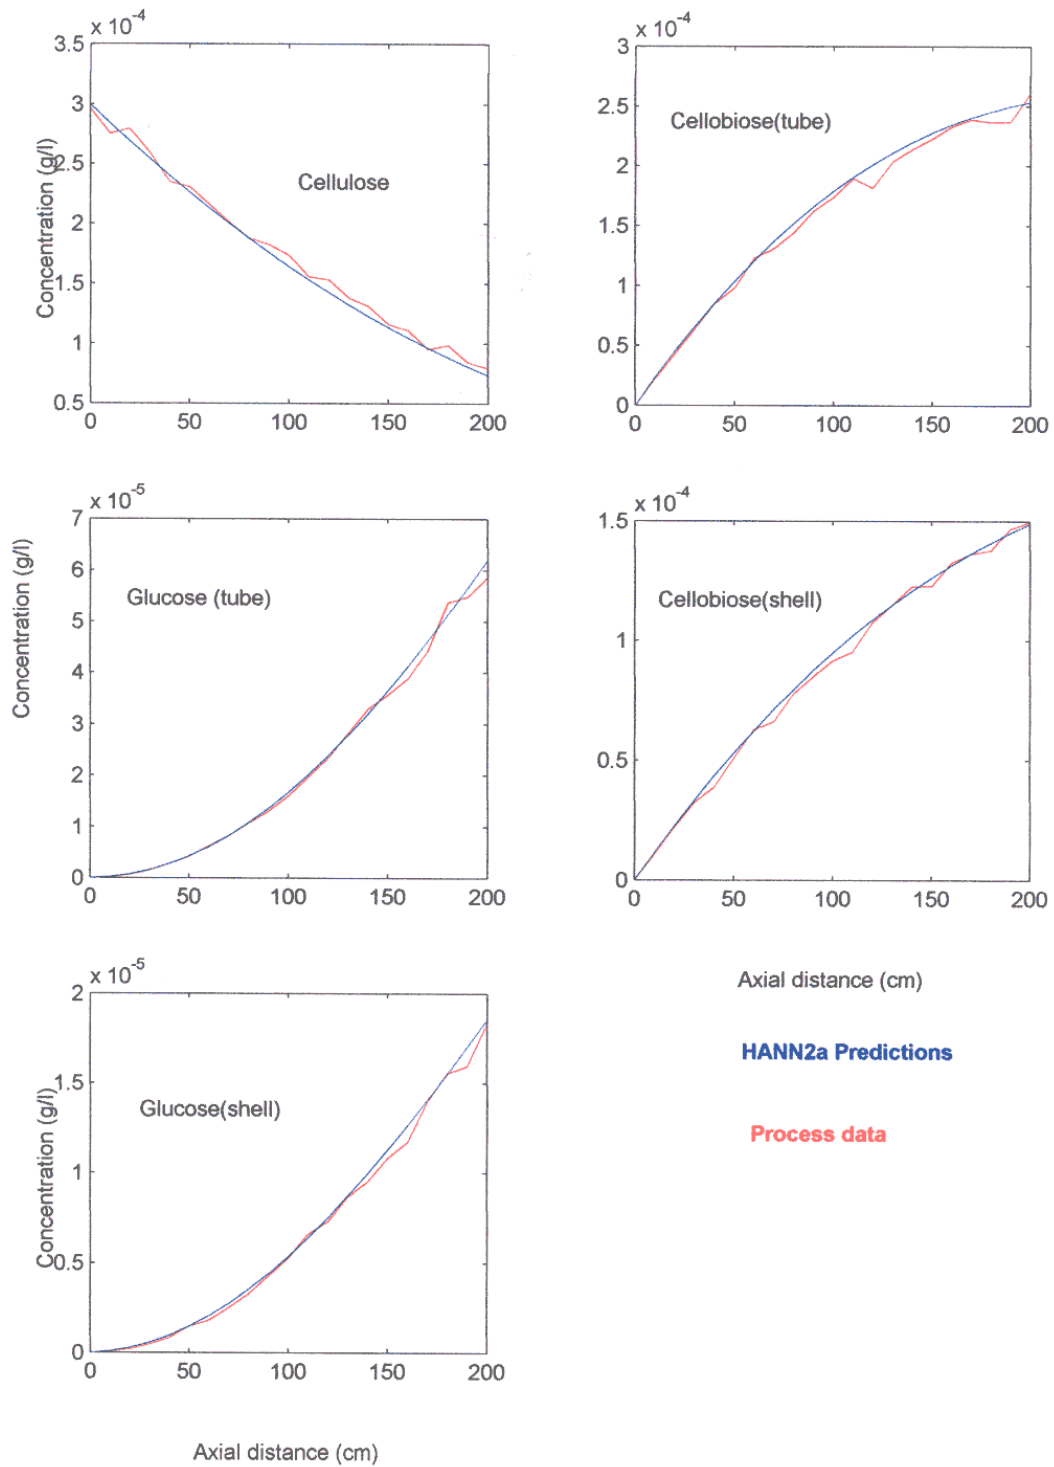 x 10-4
3.5
3
2.5
2
1.5
1
0.5
0 50 100 150 200
Concentration (g/l)
Cellulose
x 10-4
3
2.5
2
1.5
1
0.5
0
0 50 100 150 200
Cellobiose(tube)
x 10-5
7
6
5
4
3
2
1
0
0 50 100 150 200
Concentration (g/l)
Glucose (tube)
x 10-4
1.5
1
0.5
0
0 50 100 150 200
Cellobiose(shell)
Axial distance (cm)
HANN2a Predictions
Process data
x 10-5
2
1.5
1
0.5
0
0 50 100 150 200
Concentration (g/l)
Glucose(shell)
Axial distance (cm)